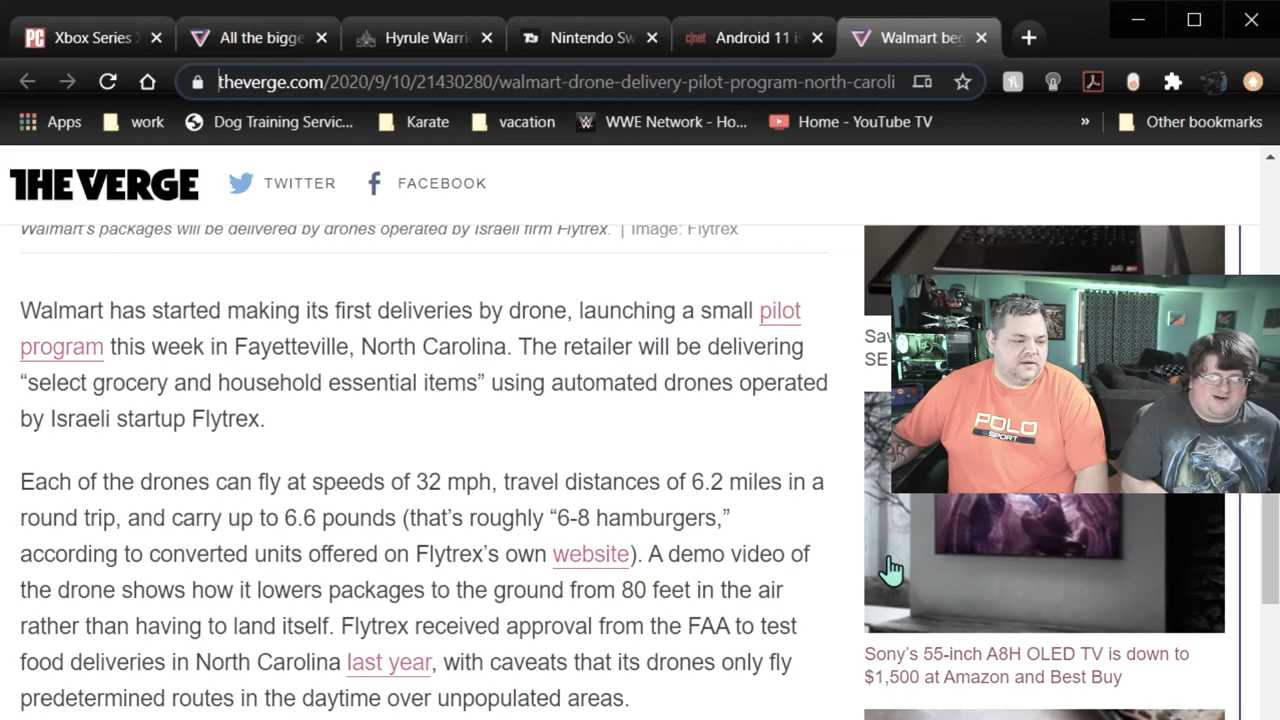 PC Xbox Series
All the bigge
Hyrule Warri
T3 Nintendo Sw
c|net Android 11 i
Walmart beg
theverge.com/2020/9/10/21430280/walmart-drone-delivery-pilot-program-north-caroli
Apps work Dog Training Servic... Karate vacation WWE Network - Ho... Home - YouTube TV » Other bookmarks
THE VERGE TWITTER FACEBOOK
Walmart's packages will be delivered by drones operated by Israeli firm Flytrex. | Image: Flytrex
Walmart has started making its first deliveries by drone, launching a small pilot
program this week in Fayetteville, North Carolina. The retailer will be delivering
“select grocery and household essential items” using automated drones operated
by Israeli startup Flytrex.
Each of the drones can fly at speeds of 32 mph, travel distances of 6.2 miles in a
round trip, and carry up to 6.6 pounds (that’s roughly “6-8 hamburgers,”
according to converted units offered on Flytrex’s own website). A demo video of
the drone shows how it lowers packages to the ground from 80 feet in the air
rather than having to land itself. Flytrex received approval from the FAA to test
food deliveries in North Carolina last year, with caveats that its drones only fly
predetermined routes in the daytime over unpopulated areas.
Sav
SE
POLO
SPORT
Sony’s 55-inch A8H OLED TV is down to
$1,500 at Amazon and Best Buy